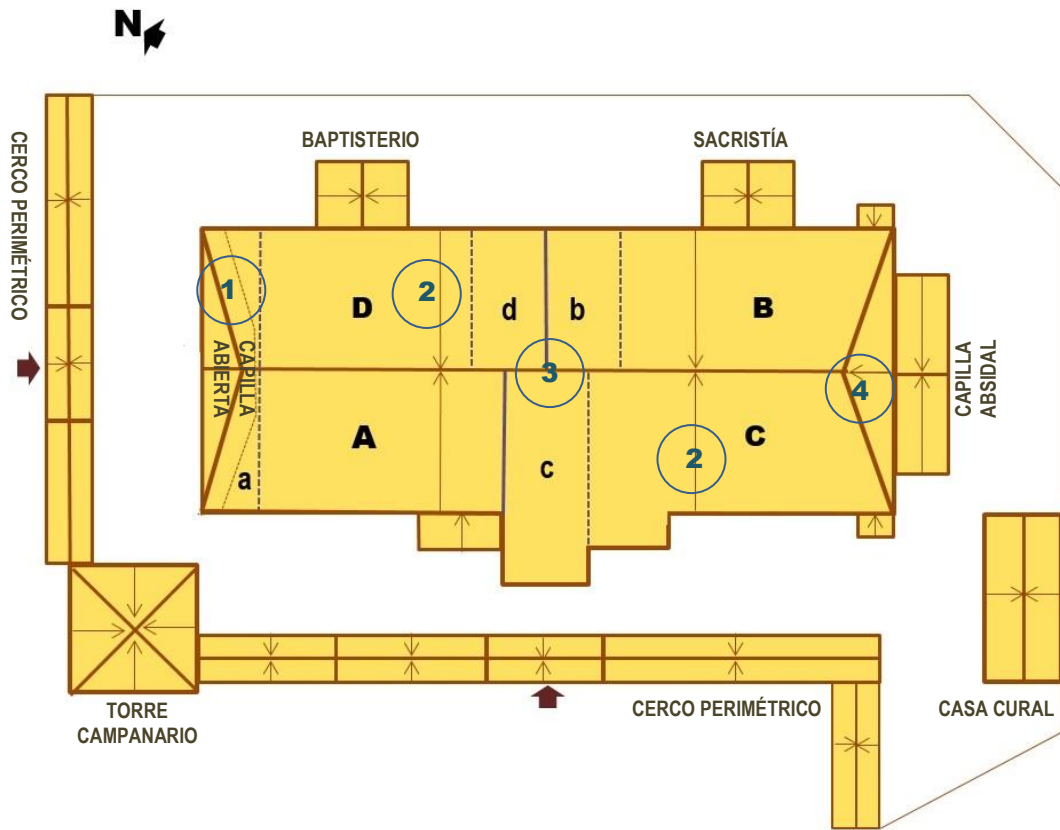 N
BAPTISTERIO
SACRISTÍA
CERCO PERIMÉTRICO
1
2
D
d
b
B
CAPILLA
ABIERTA
3
4
CAPILLA
ABSIDAL
A
a
c
2
C
TORRE
CAMPANARIO
CERCO PERIMÉTRICO
CASA CURAL